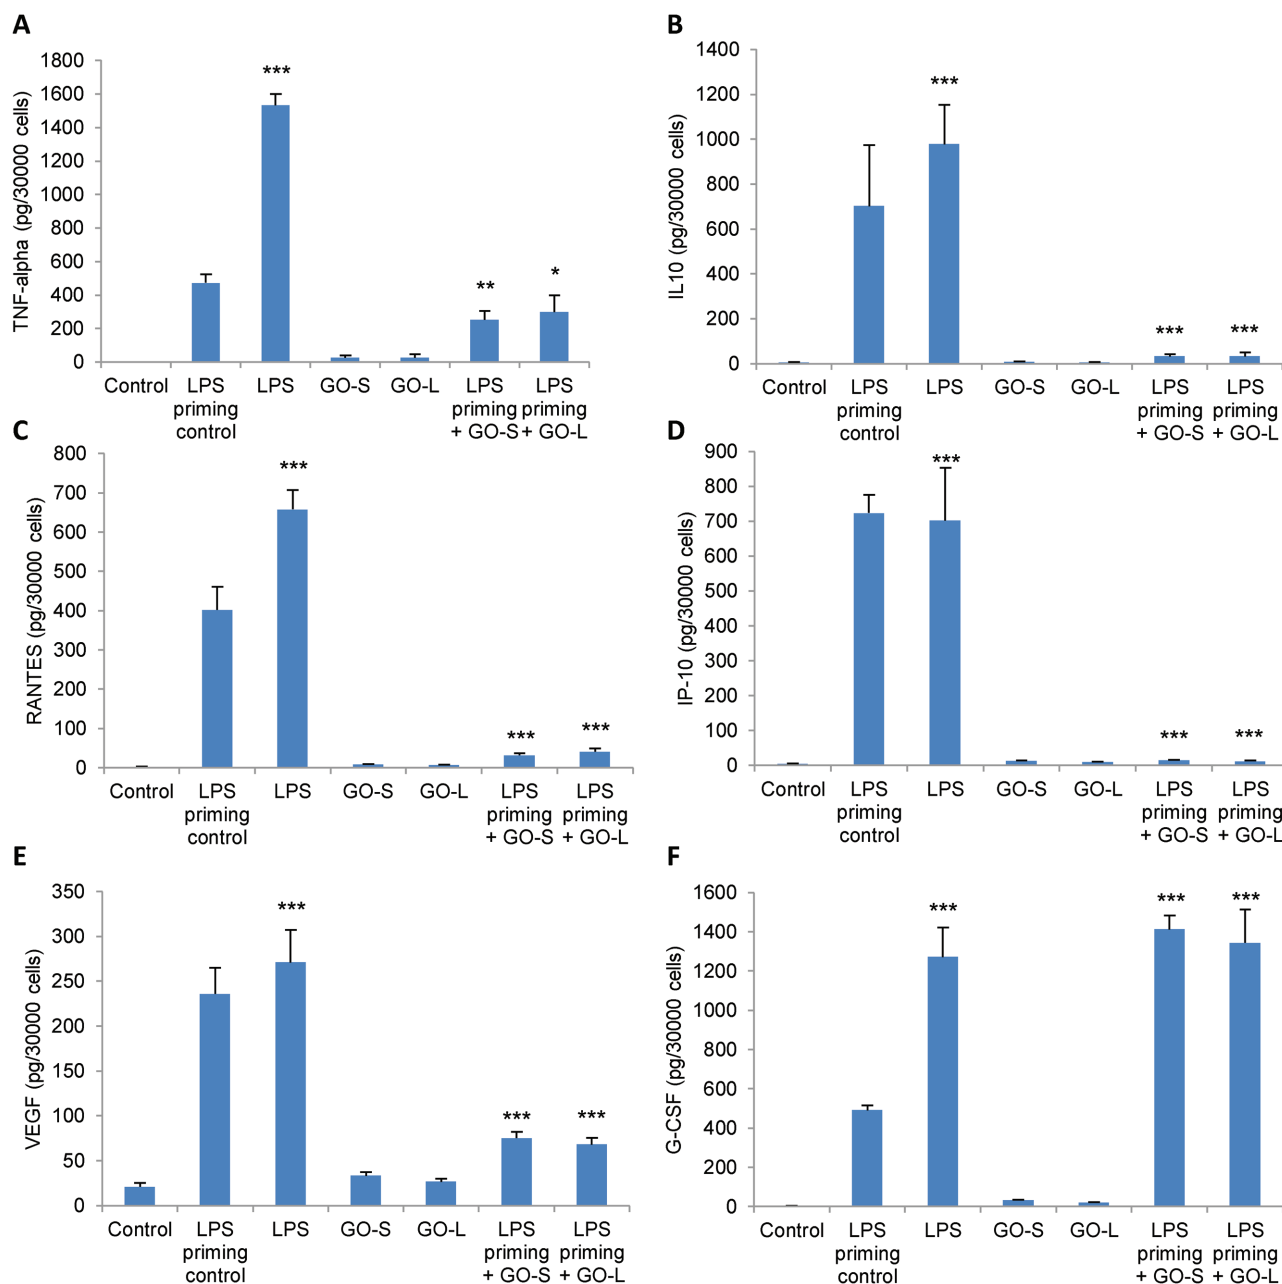 A
TNF-alpha (pg/30000 cells)
1800
1600
1400
1200
1000
800
600
400
200
0
***
**
*
Control
LPS priming control
LPS
GO-S
GO-L
LPS priming + GO-S
LPS priming + GO-L
B
IL10 (pg/30000 cells)
1400
1200
1000
800
600
400
200
0
***
***
***
Control
LPS priming control
LPS
GO-S
GO-L
LPS priming + GO-S
LPS priming + GO-L
C
RANTES (pg/30000 cells)
800
700
600
500
400
300
200
100
0
***
***
***
Control
LPS priming control
LPS
GO-S
GO-L
LPS priming + GO-S
LPS priming + GO-L
D
IP-10 (pg/30000 cells)
900
800
700
600
500
400
300
200
100
0
***
***
***
Control
LPS priming control
LPS
GO-S
GO-L
LPS priming + GO-S
LPS priming + GO-L
E
VEGF (pg/30000 cells)
350
300
250
200
150
100
50
0
***
***
***
Control
LPS priming control
LPS
GO-S
GO-L
LPS priming + GO-S
LPS priming + GO-L
F
G-CSF (pg/30000 cells)
1600
1400
1200
1000
800
600
400
200
0
***
***
***
Control
LPS priming control
LPS
GO-S
GO-L
LPS priming + GO-S
LPS priming + GO-L